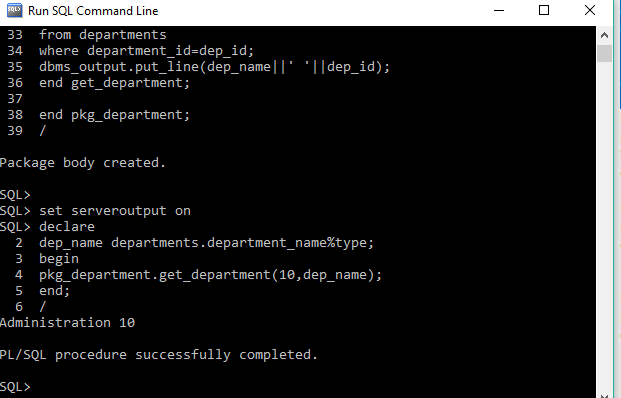 SQL> Run SQL Command Line
33 from departments
34 where department_id=dep_id;
35 dbms_output.put_line(dep_name||' '||dep_id);
36 end get_department;
37
38 end pkg_department;
39 /
Package body created.
SQL>
SQL> set serveroutput on
SQL> declare
2 dep_name departments.department_name%type;
3 begin
4 pkg_department.get_department(10,dep_name);
5 end;
6 /
Administration 10
PL/SQL procedure successfully completed.
SQL>